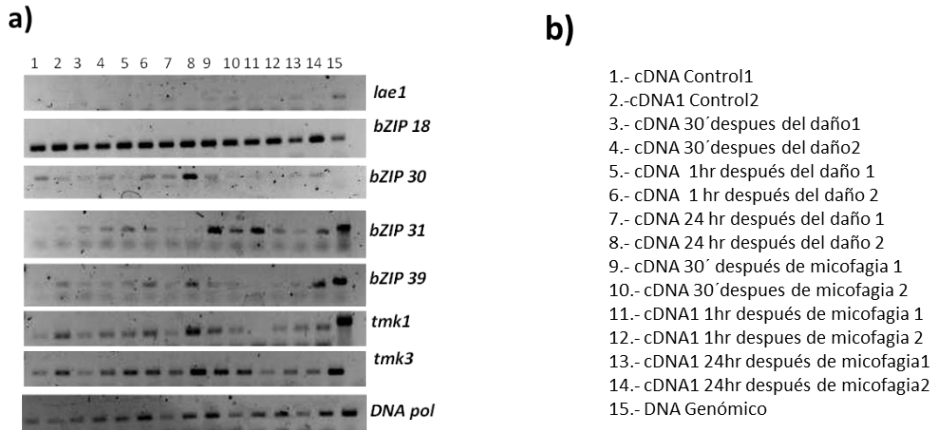 a)
1 2 3 4 5 6 7 8 9 10 11 12 13 14 15
lae1
bZIP 18
bZIP 30
bZIP 31
bZIP 39
tmk1
tmk3
DNA pol
b)
1.- cDNA Control1
2.-cDNA1 Control2
3.- cDNA 30´despues del daño1
4.- cDNA 30´despues del daño2
5.- cDNA 1hr después del daño 1
6.- cDNA 1 hr después del daño 2
7.- cDNA 24 hr después del daño 1
8.- cDNA 24 hr después del daño 2
9.- cDNA 30´ después de micofagia 1
10.- cDNA 30´despues de micofagia 2
11.- cDNA1 1hr después de micofagia 1
12.- cDNA1 1hr despues de micofagia 2
13.- cDNA1 24hr después de micofagia1
14.- cDNA1 24hr después de micofagia2
15.- DNA Genómico